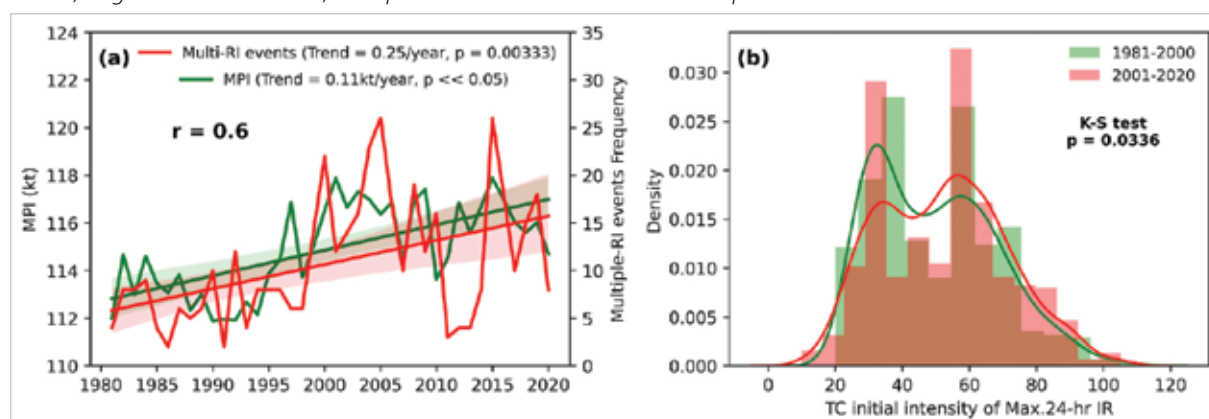 124
122
120
118
116
114
112
110
MPI (kt)
(a)
Multi-RI events (Trend = 0.25/year, p = 0.00333)
MPI (Trend = 0.11kt/year, p << 0.05)
r = 0.6
35
30
25
20
15
10
5
0
Multiple-RI events Frequency
1980 1985 1990 1995 2000 2005 2010 2015 2020
(b)
1981-2000
2001-2020
K-S test
p = 0.0336
0.030
0.025
0.020
0.015
0.010
0.005
0.000
Density
0 20 40 60 80 100 120
TC initial intensity of Max.24-hr IR